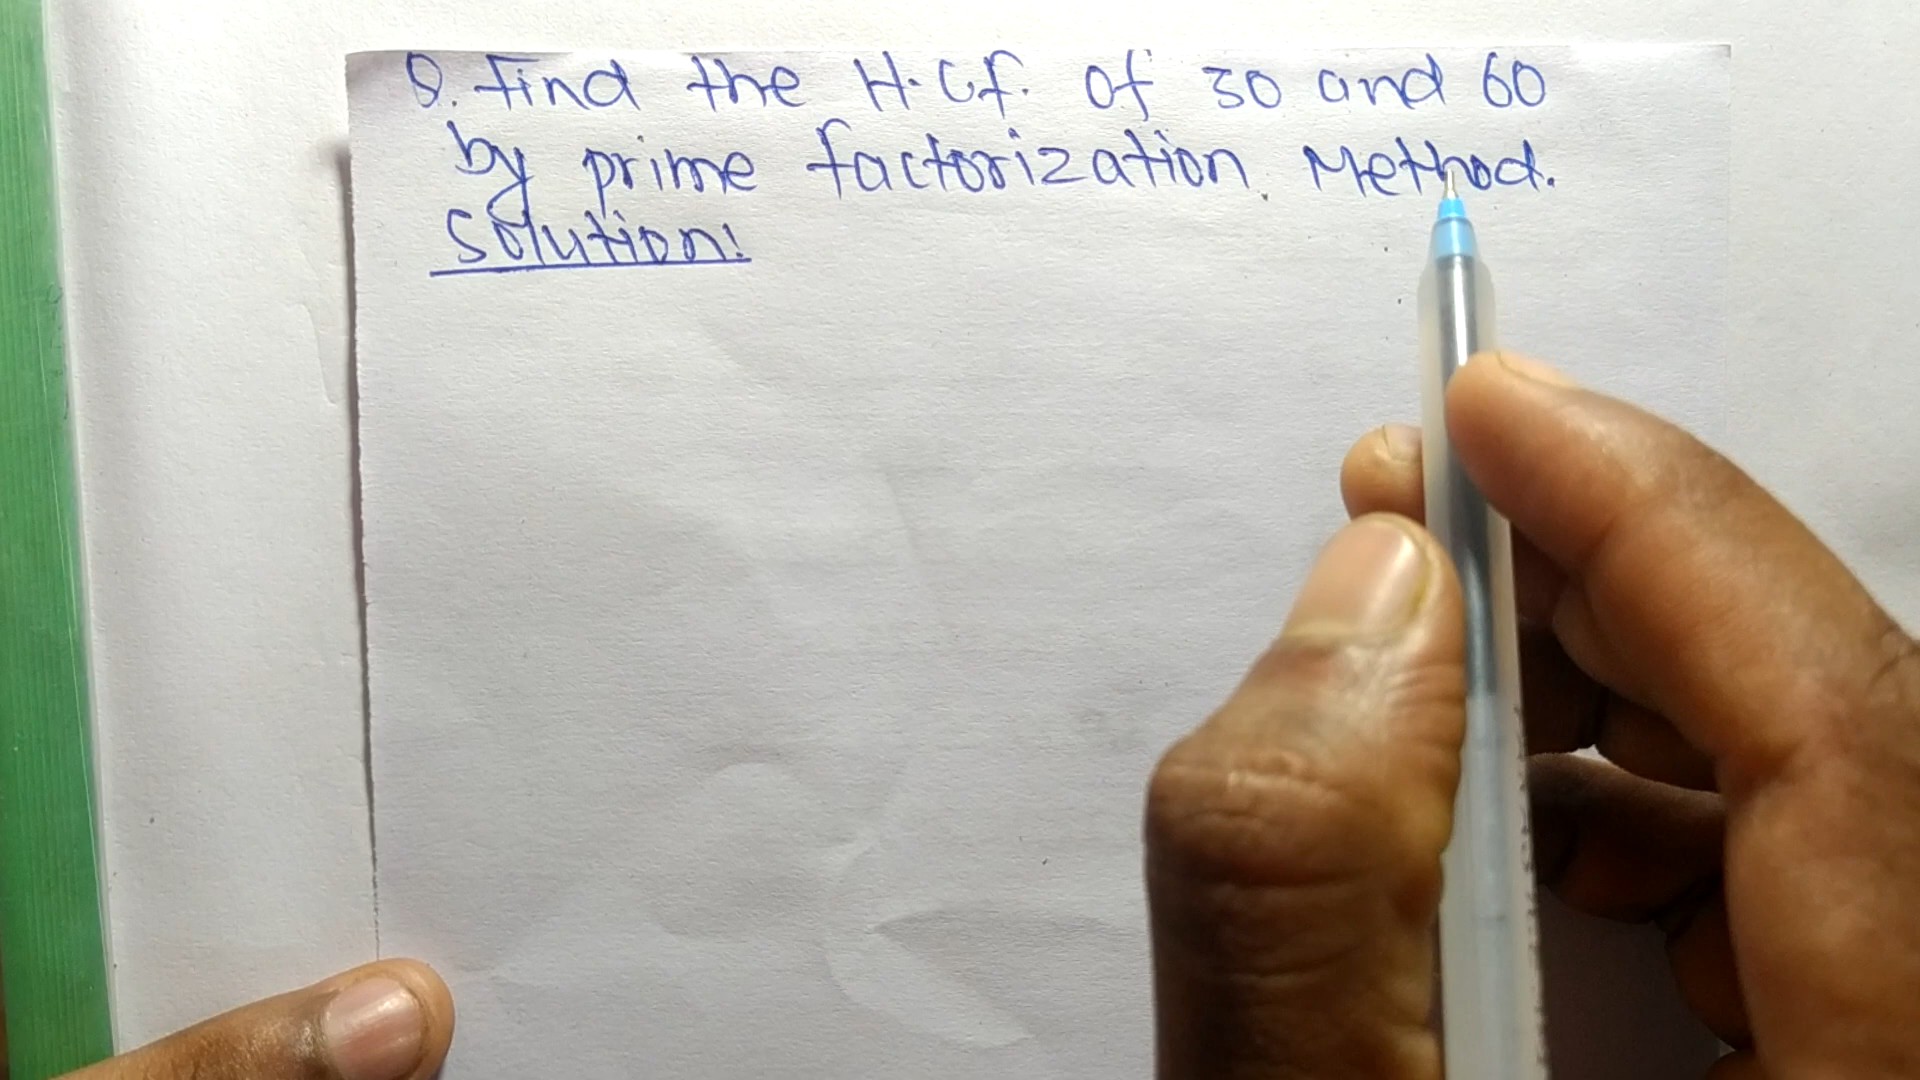 Q. Find the H.C.f. of 30 and 60
by prime factorization Method.
Solution: